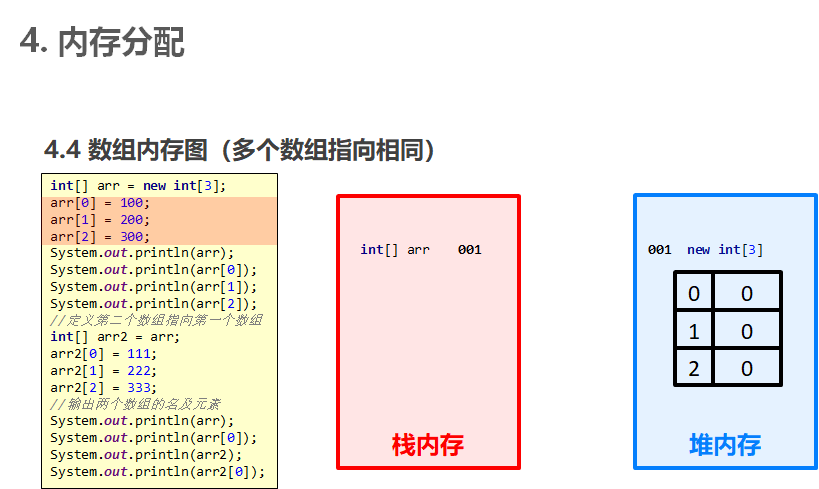 4. 内存分配
4.4 数组内存图（多个数组指向相同）
int[] arr = new int[3];
arr[0] = 100;
arr[1] = 200;
arr[2] = 300;
System.out.println(arr);
System.out.println(arr[0]);
System.out.println(arr[1]);
System.out.println(arr[2]);
//定义第二个数组指向第一个数组
int[] arr2 = arr;
arr2[0] = 111;
arr2[1] = 222;
arr2[2] = 333;
//输出两个数组的名及元素
System.out.println(arr);
System.out.println(arr[0]);
System.out.println(arr2);
System.out.println(arr2[0]);
int[] arr 001
栈内存
001 new int[3]
0 0
1 0
2 0
堆内存